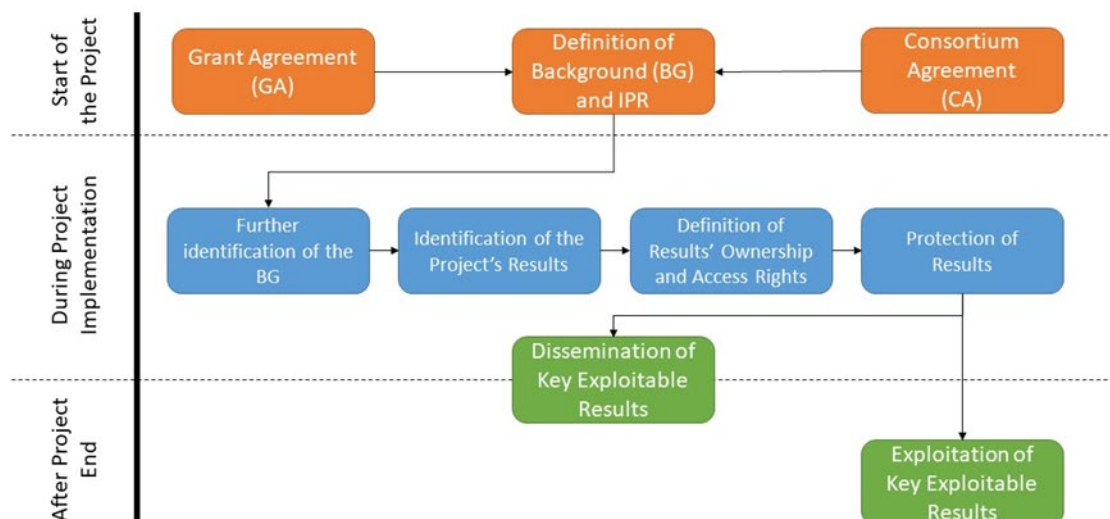 Start of
the Project
Grant Agreement
(GA)
Definition of
Background (BG)
and IPR
Consortium
Agreement
(CA)
During Project
Implementation
Further
identification of the
BG
Identification of the
Project's Results
Definition of
Results' Ownership
and Access Rights
Protection of
Results
Dissemination of
Key Exploitable
Results
After Project
End
Exploitation of
Key Exploitable
Results